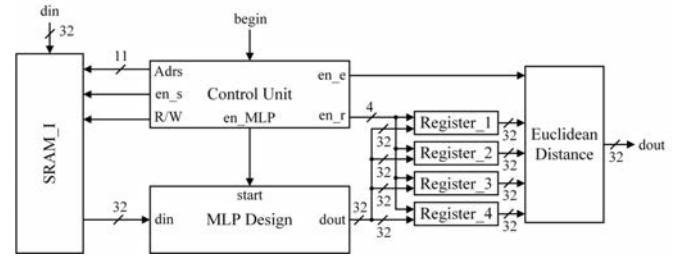 din
32
begin
11
Adrs
en_s
R/W
Control Unit
en_MLP
en_e
en_r
4
SRAM_I
32
Register_1
32
32
Register_2
32
32
Register_3
32
32
Register_4
32
32
Euclidean
Distance
32
dout
32
start
din
MLP Design
dout
32